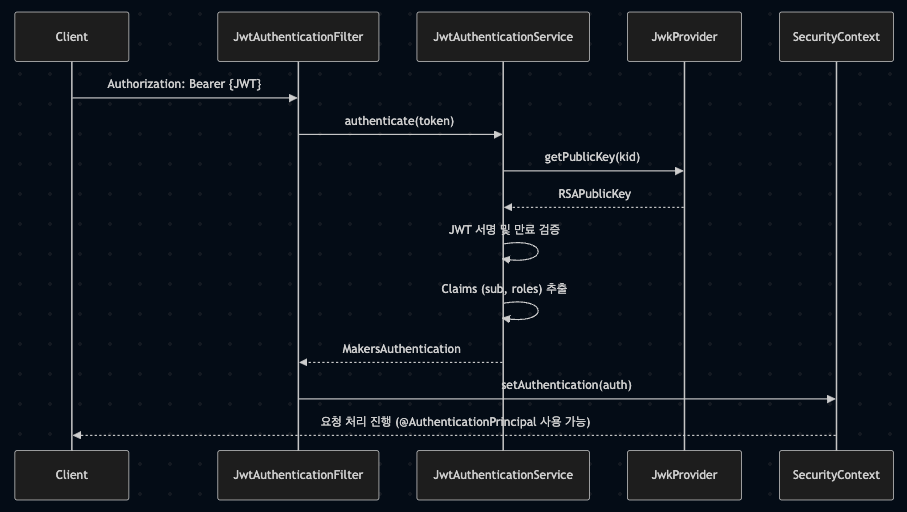 Client
JwtAuthenticationFilter
JwtAuthenticationService
JwkProvider
SecurityContext
Authorization: Bearer {JWT}
authenticate(token)
getPublicKey(kid)
RSAPublicKey
JWT 서명 및 만료 검증
Claims (sub, roles) 추출
MakersAuthentication
setAuthentication(auth)
요청 처리 진행 (@AuthenticationPrincipal 사용 가능)
Client
JwtAuthenticationFilter
JwtAuthenticationService
JwkProvider
SecurityContext